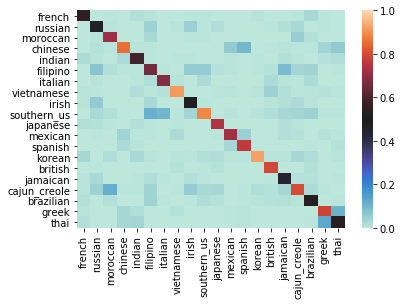 french
russian
moroccan
chinese
indian
filipino
italian
vietnamese
irish
southern_us
japanese
mexican
spanish
korean
british
jamaican
cajun_creole
brazilian
greek
thai
french
russian
moroccan
chinese
indian
filipino
italian
vietnamese
irish
southern_us
japanese
mexican
spanish
korean
british
jamaican
cajun_creole
brazilian
greek
thai
1.0
0.8
0.6
0.4
0.2
0.0